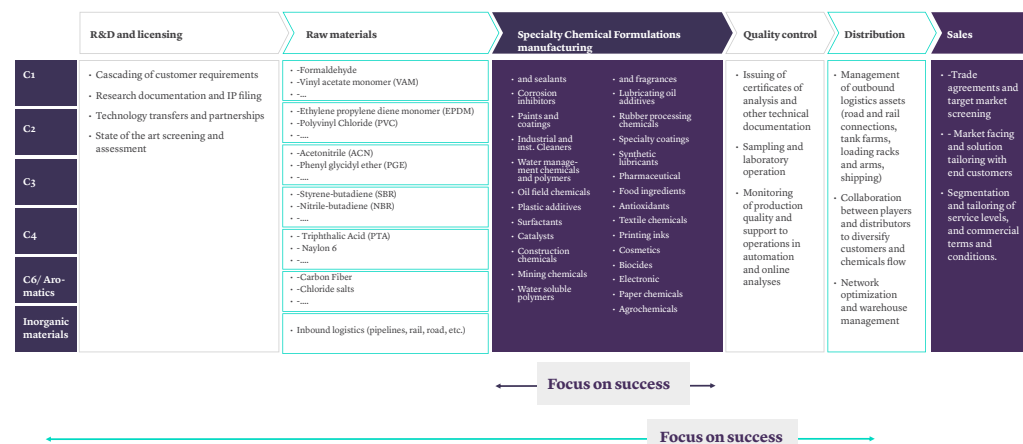 R&D and licensing
Raw materials
Specialty Chemical Formulations
manufacturing
Quality control
Distribution
Sales
C1
C2
C3
C4
C6/ Aro-
matics
Inorganic
materials
· Cascading of customer requirements
· Research documentation and IP filing
· Technology transfers and partnerships
· State of the art screening and
assessment
· -Formaldehyde
· -Vinyl acetate monomer (VAM)
· -...
· -Ethylene propylene diene monomer (EPDM)
· -Polyvinyl Chloride (PVC)
· -....
· -Acetonitrile (ACN)
· -Phenyl glycidyl ether (PGE)
· -....
· -Styrene-butadiene (SBR)
· -Nitrile-butadiene (NBR)
· -....
· - Triphthalic Acid (PTA)
· - Naylon 6
· -....
· -Carbon Fiber
· -Chloride salts
· -....
· Inbound logistics (pipelines, rail, road, etc.)
· and sealants
· Corrosion
inhibitors
· Paints and
coatings
· Industrial and
inst. Cleaners
· Water manage-
ment chemicals
and polymers
· Oil field chemicals
· Plastic additives
· Surfactants
· Catalysts
· Construction
chemicals
· Mining chemicals
· Water soluble
polymers
· and fragrances
· Lubricating oil
additives
· Rubber processing
chemicals
· Specialty coatings
· Synthetic
lubricants
· Pharmaceutical
· Food ingredients
· Antioxidants
· Textile chemicals
· Printing inks
· Cosmetics
· Biocides
· Electronic
· Paper chemicals
· Agrochemicals
· Issuing of
certificates of
analysis and
other technical
documentation
· Sampling and
laboratory
operation
· Monitoring
of production
quality and
support to
operations in
automation
and online
analyses
· Management
of outbound
logistics assets
(road and rail
connections,
tank farms,
loading racks
and arms,
shipping)
· Collaboration
between players
and distributors
to diversify
customers and
chemicals flow
· Network
optimization
and warehouse
management
· -Trade
agreements and
target market
screening
· - Market facing
and solution
tailoring with
end customers
· Segmentation
and tailoring of
service levels,
and commercial
terms and
conditions.
Focus on success
Focus on success